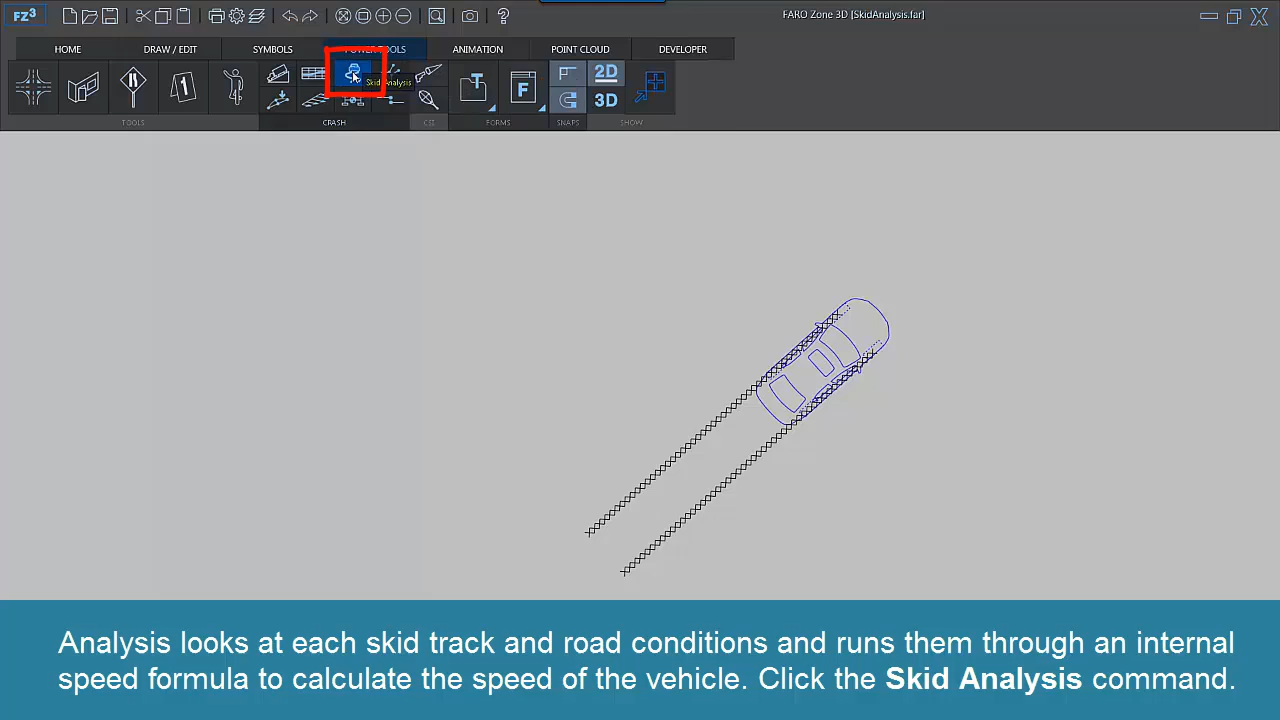 FZ3
FARO Zone 3D [SkidAnalysis.far]
HOME DRAW / EDIT SYMBOLS POWER TOOLS ANIMATION POINT CLOUD DEVELOPER
1 T F 2D
3D
Skid Analysis
TOOLS CRASH CSI FORMS SNAPS SHOW
Analysis looks at each skid track and road conditions and runs them through an internal
speed formula to calculate the speed of the vehicle. Click the Skid Analysis command.